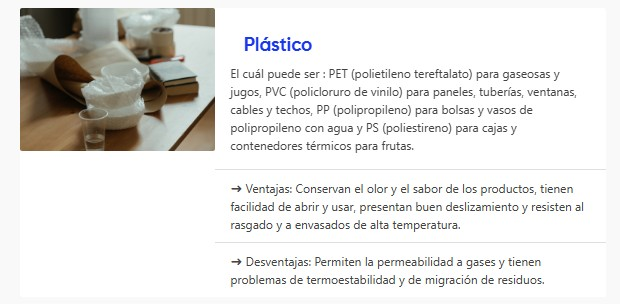 Plástico
El cuál puede ser : PET (polietileno tereftalato) para gaseosas y
jugos, PVC (policloruro de vinilo) para paneles, tuberías, ventanas,
cables y techos, PP (polipropileno) para bolsas y vasos de
polipropileno con agua y PS (poliestireno) para cajas y
contenedores térmicos para frutas.
➔ Ventajas: Conservan el olor y el sabor de los productos, tienen
facilidad de abrir y usar, presentan buen deslizamiento y resisten al
rasgado y a envasados de alta temperatura.
➔ Desventajas: Permiten la permeabilidad a gases y tienen
problemas de termoestabilidad y de migración de residuos.